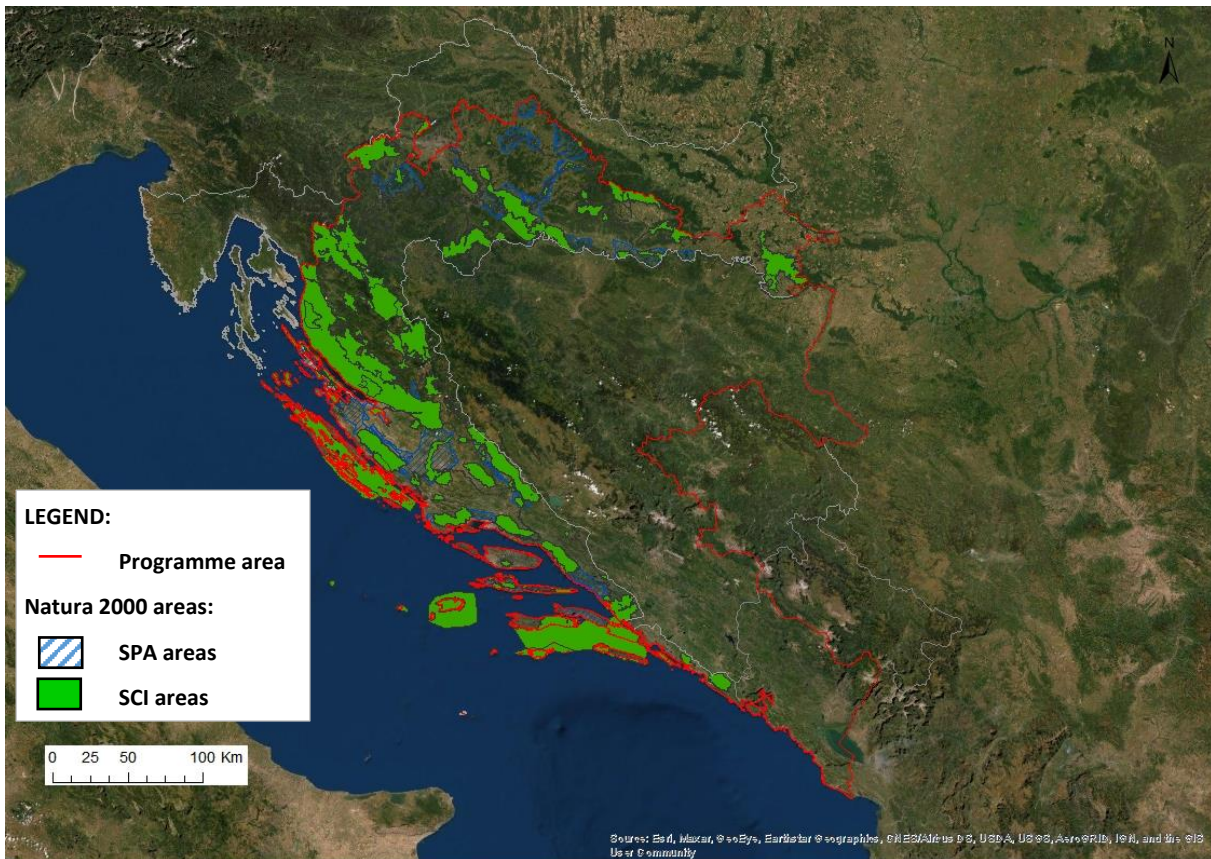 N
LEGEND:
Programme area
Natura 2000 areas:
SPA areas
SCI areas
0 25 50 100 Km
Source: Esri, Maxar, GeoEye, Earthstar Geographics, CNES/Airbus DS, USDA, USGS, AeroGRID, IGN, and the GIS
User Community